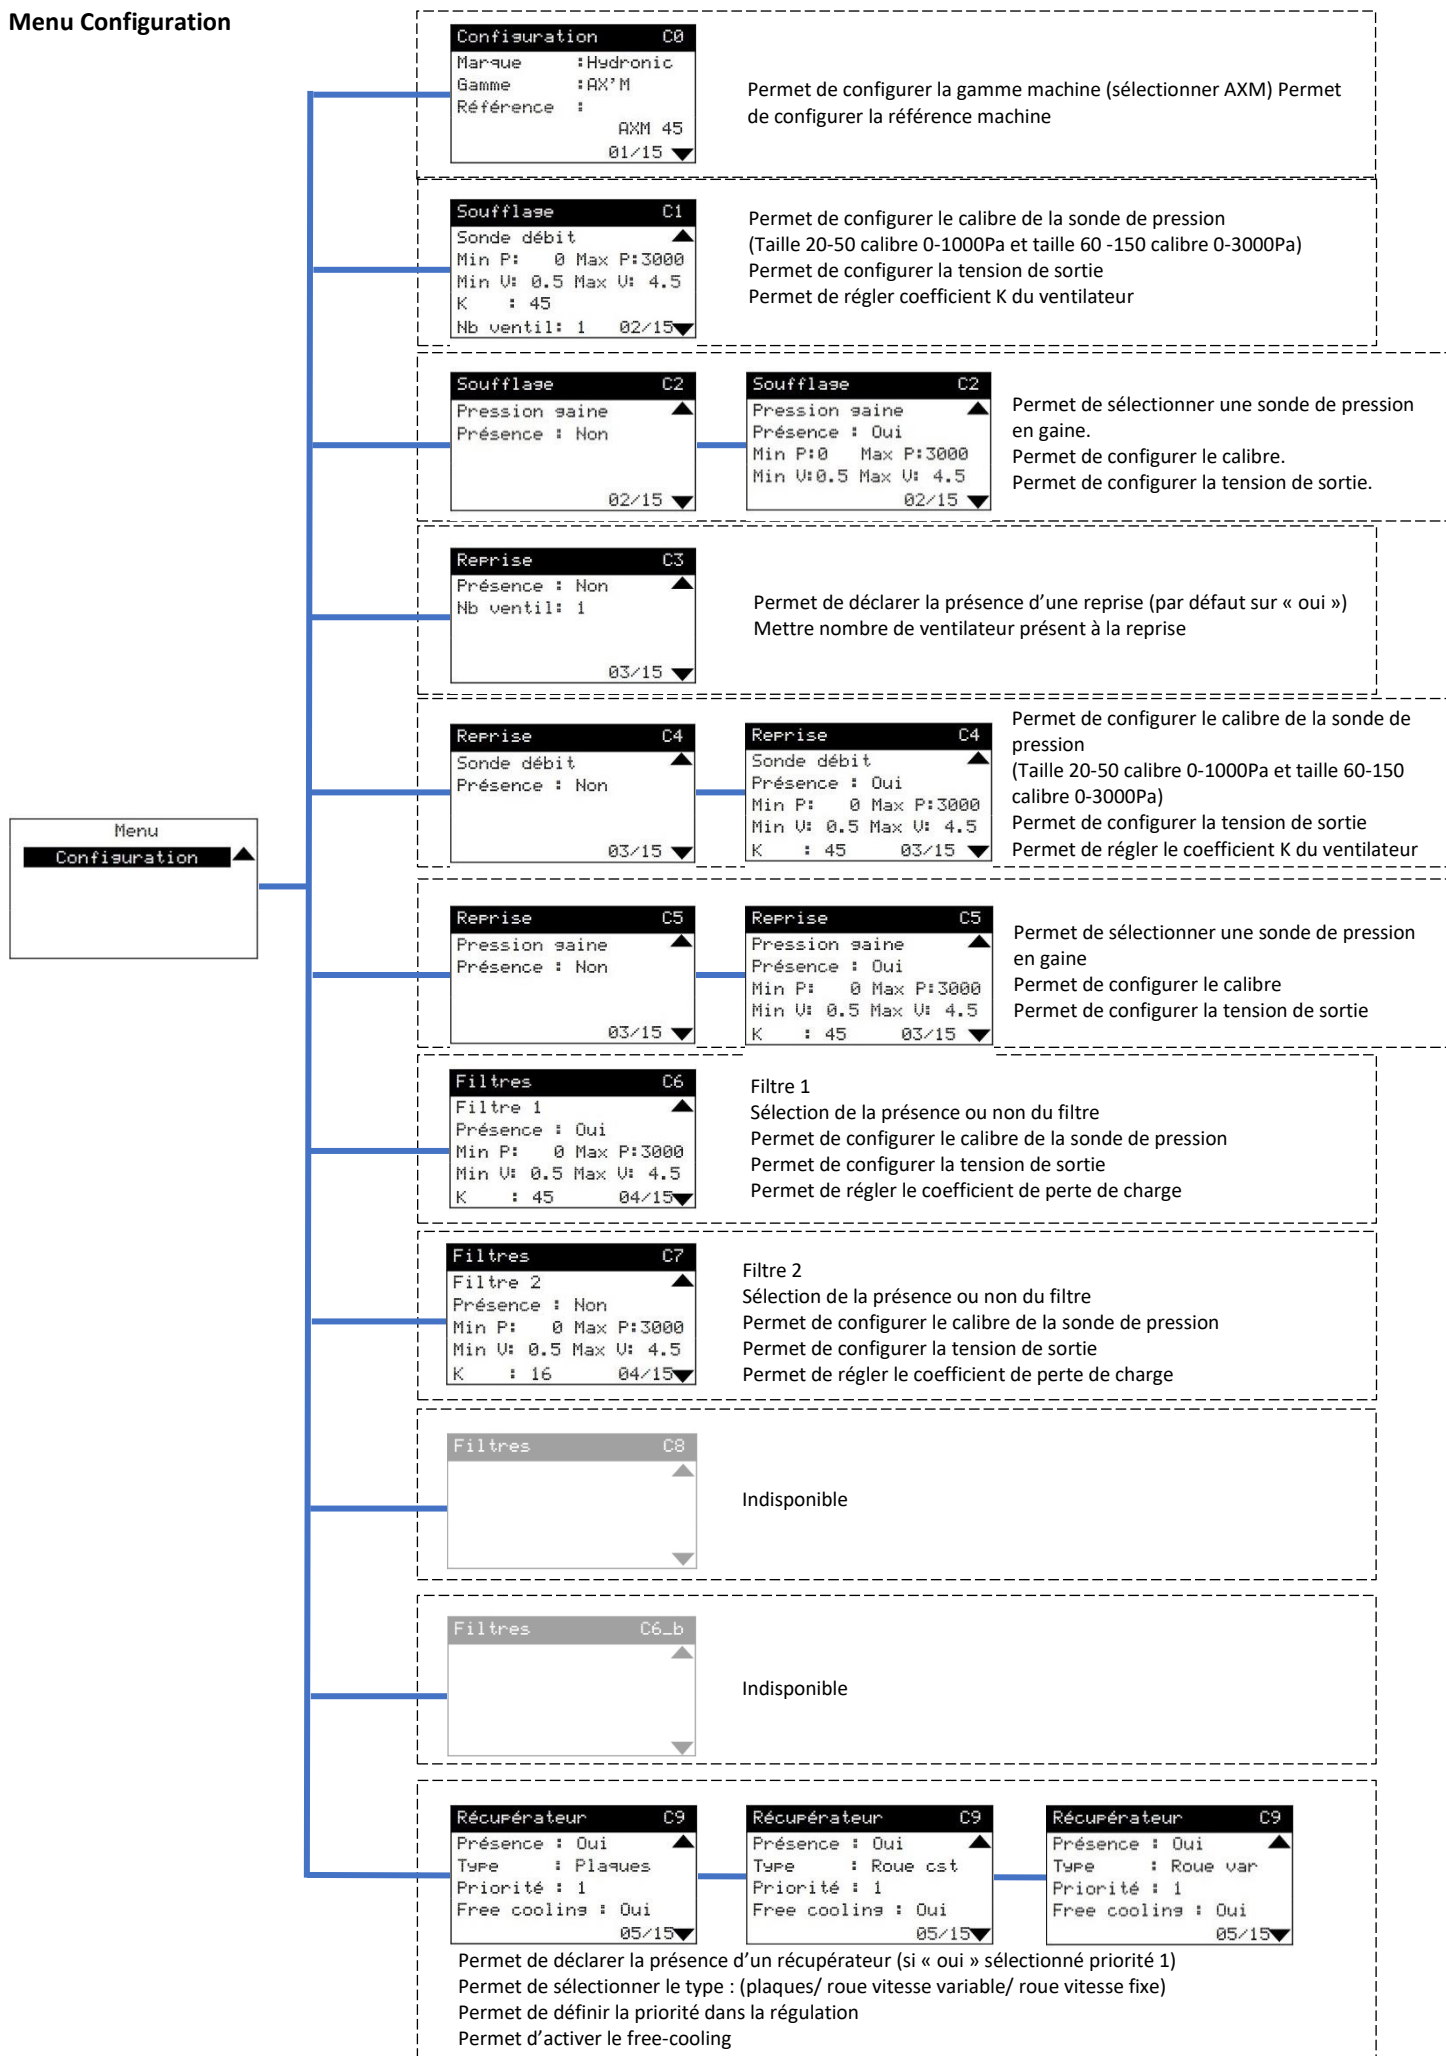 Menu Configuration
Configuration C0
Marque :Hydronic
Gamme :AX'M
Référence :
AXM 45
01/15
Permet de configurer la gamme machine (sélectionner AXM) Permet
de configurer la référence machine
Soufflage C1
Sonde débit
Min P: 0 Max P:3000
Min V: 0.5 Max V: 4.5
K : 45
Nb ventil: 1 02/15
Permet de configurer le calibre de la sonde de pression
(Taille 20-50 calibre 0-1000Pa et taille 60 -150 calibre 0-3000Pa)
Permet de configurer la tension de sortie
Permet de régler coefficient K du ventilateur
Soufflage C2
Pression gaine
Présence : Non
02/15
Soufflage C2
Pression gaine
Présence : Oui
Min P:0 Max P:3000
Min V:0.5 Max V: 4.5
02/15
Permet de sélectionner une sonde de pression
en gaine.
Permet de configurer le calibre.
Permet de configurer la tension de sortie.
Reprise C3
Présence : Non
Nb ventil: 1
03/15
Permet de déclarer la présence d'une reprise (par défaut sur « oui »)
Mettre nombre de ventilateur présent à la reprise
Reprise C4
Sonde débit
Présence : Non
03/15
Reprise C4
Sonde débit
Présence : Oui
Min P: 0 Max P:3000
Min V: 0.5 Max V: 4.5
K : 45 03/15
Permet de configurer le calibre de la sonde de
pression
(Taille 20-50 calibre 0-1000Pa et taille 60-150
calibre 0-3000Pa)
Permet de configurer la tension de sortie
Permet de régler le coefficient K du ventilateur
Menu
Configuration
Reprise C5
Pression gaine
Présence : Non
03/15
Reprise C5
Pression gaine
Présence : Oui
Min P: 0 Max P:3000
Min V: 0.5 Max V: 4.5
K : 45 03/15
Permet de sélectionner une sonde de pression
en gaine
Permet de configurer le calibre
Permet de configurer la tension de sortie
Filtres C6
Filtre 1
Présence : Oui
Min P: 0 Max P:3000
Min V: 0.5 Max V: 4.5
K : 45 04/15
Filtre 1
Sélection de la présence ou non du filtre
Permet de configurer le calibre de la sonde de pression
Permet de configurer la tension de sortie
Permet de régler le coefficient de perte de charge
Filtres C7
Filtre 2
Présence : Non
Min P: 0 Max P:3000
Min V: 0.5 Max V: 4.5
K : 16 04/15
Filtre 2
Sélection de la présence ou non du filtre
Permet de configurer le calibre de la sonde de pression
Permet de configurer la tension de sortie
Permet de régler le coefficient de perte de charge
Filtres C8
Indisponible
Filtres C6_b
Indisponible
Récupérateur C9
Présence : Oui
Type : Plaques
Priorité : 1
Free cooling : Oui
05/15
Récupérateur C9
Présence : Oui
Type : Roue cst
Priorité : 1
Free cooling : Oui
05/15
Récupérateur C9
Présence : Oui
Type : Roue var
Priorité : 1
Free cooling : Oui
05/15
Permet de déclarer la présence d'un récupérateur (si « oui » sélectionné priorité 1)
Permet de sélectionner le type : (plaques/ roue vitesse variable/ roue vitesse fixe)
Permet de définir la priorité dans la régulation
Permet d'activer le free-cooling